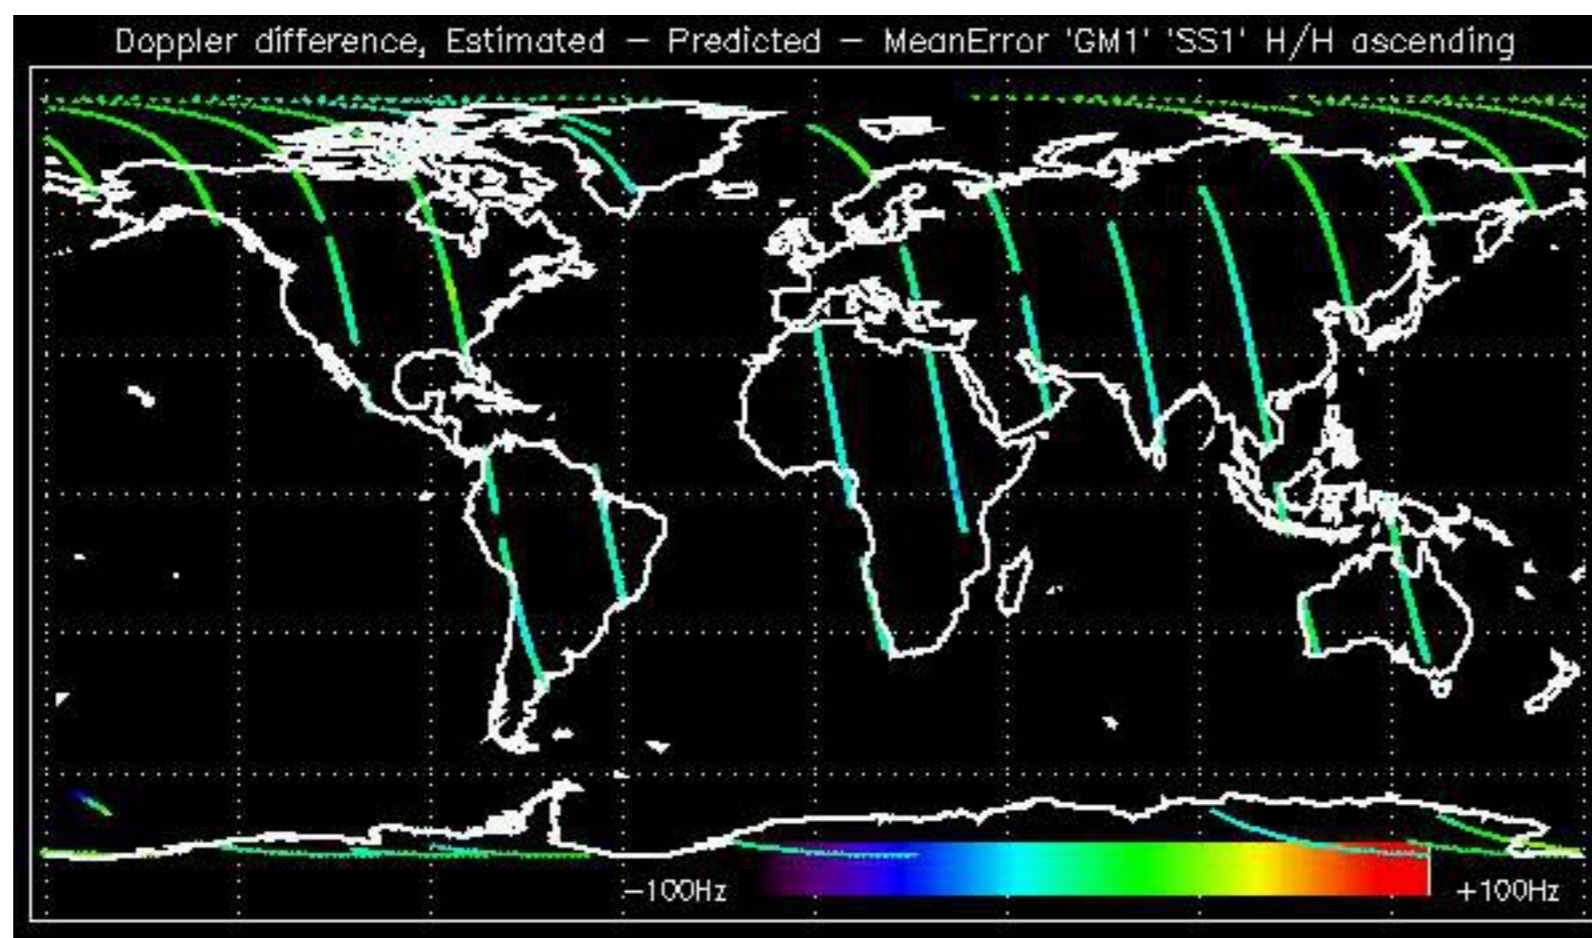 Doppler difference, Estimated – Predicted – MeanError 'GM1' 'SS1' H/H ascending
–100Hz +100Hz